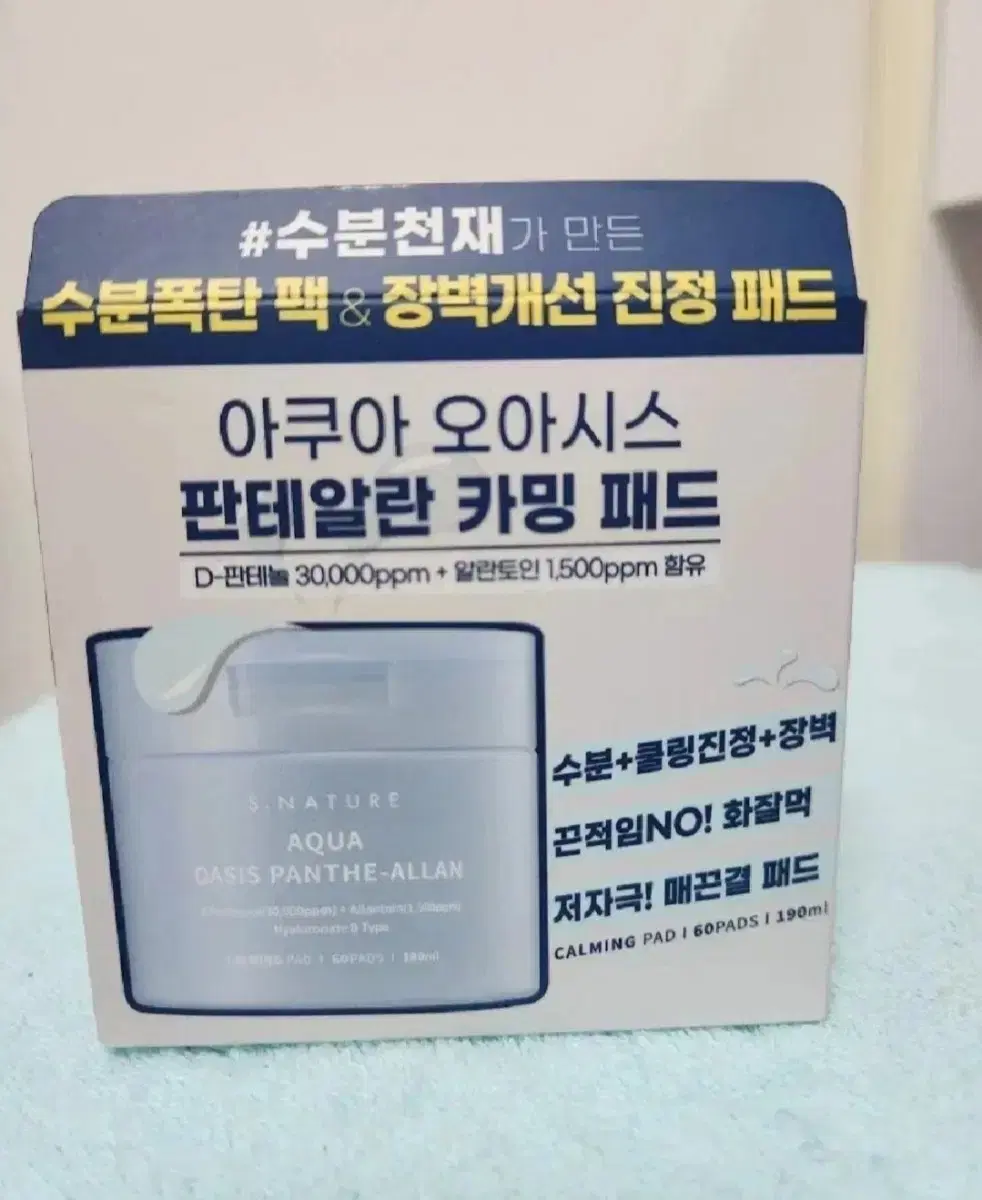 #수분천재가 만든
수분폭탄 팩 & 장벽개선 진정 패드
아쿠아 오아시스
판테알란 카밍 패드
D-판테놀 30,000ppm + 알란토인 1,500ppm 함유
S.NATURE
AQUA
OASIS PANTHE-ALLAN
CALMING PAD I 60PADS I 190ml
수분+쿨링진정+장벽
끈적임NO! 화잘먹
저자극! 매끈결 패드
CALMING PAD I 60PADS I 190ml